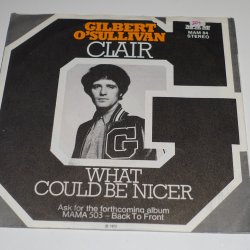 GILBERT
O'SULLIVAN
CLAIR
MAM 84
STEREO
G
WHAT
COULD BE NICER
Ask for the forthcoming album
MAMA 503 – Back To Front